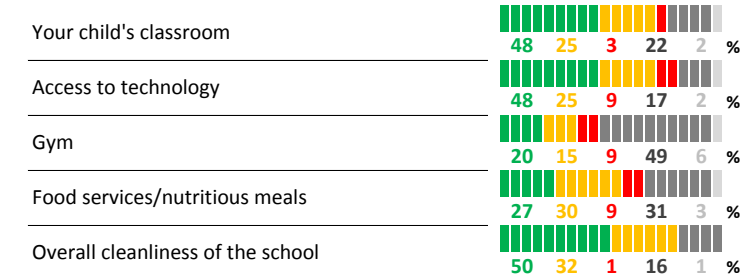 Your child's classroom
48 25 3 22 2 %
Access to technology
48 25 9 17 2 %
Gym
20 15 9 49 6 %
Food services/nutritious meals
27 30 9 31 3 %
Overall cleanliness of the school
50 32 1 16 1 %